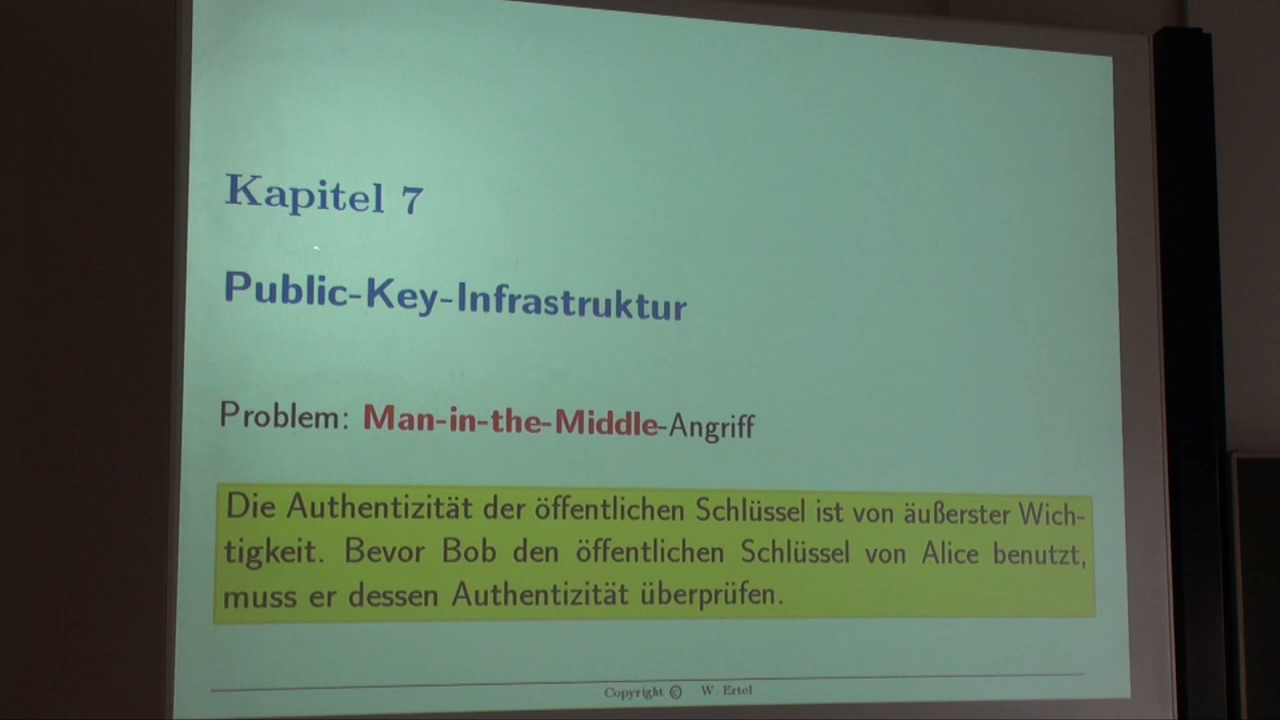 Kapitel 7
Public-Key-Infrastruktur
Problem: Man-in-the-Middle-Angriff
Die Authentizität der öffentlichen Schlüssel ist von äußerster Wich-
tigkeit. Bevor Bob den öffentlichen Schlüssel von Alice benutzt,
muss er dessen Authentizität überprüfen.
Copyright © W. Ertel